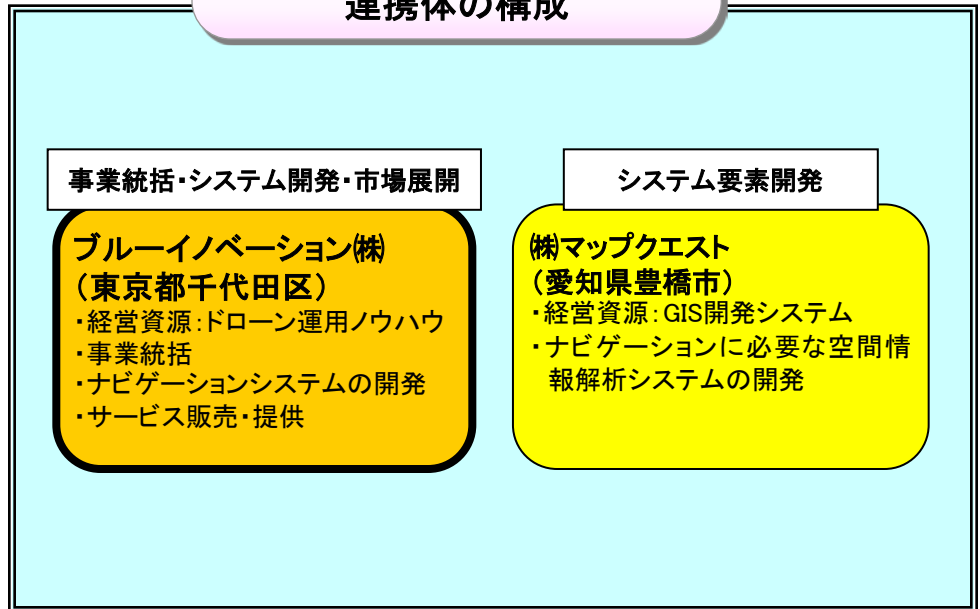 連携体の構成
事業統括・システム開発・市場展開
ブルーイノベーション㈱
（東京都千代田区）
・経営資源：ドローン運用ノウハウ
・事業統括
・ナビゲーションシステムの開発
・サービス販売・提供
システム要素開発
㈱マップクエスト
（愛知県豊橋市）
・経営資源：GIS開発システム
・ナビゲーションに必要な空間情
報解析システムの開発